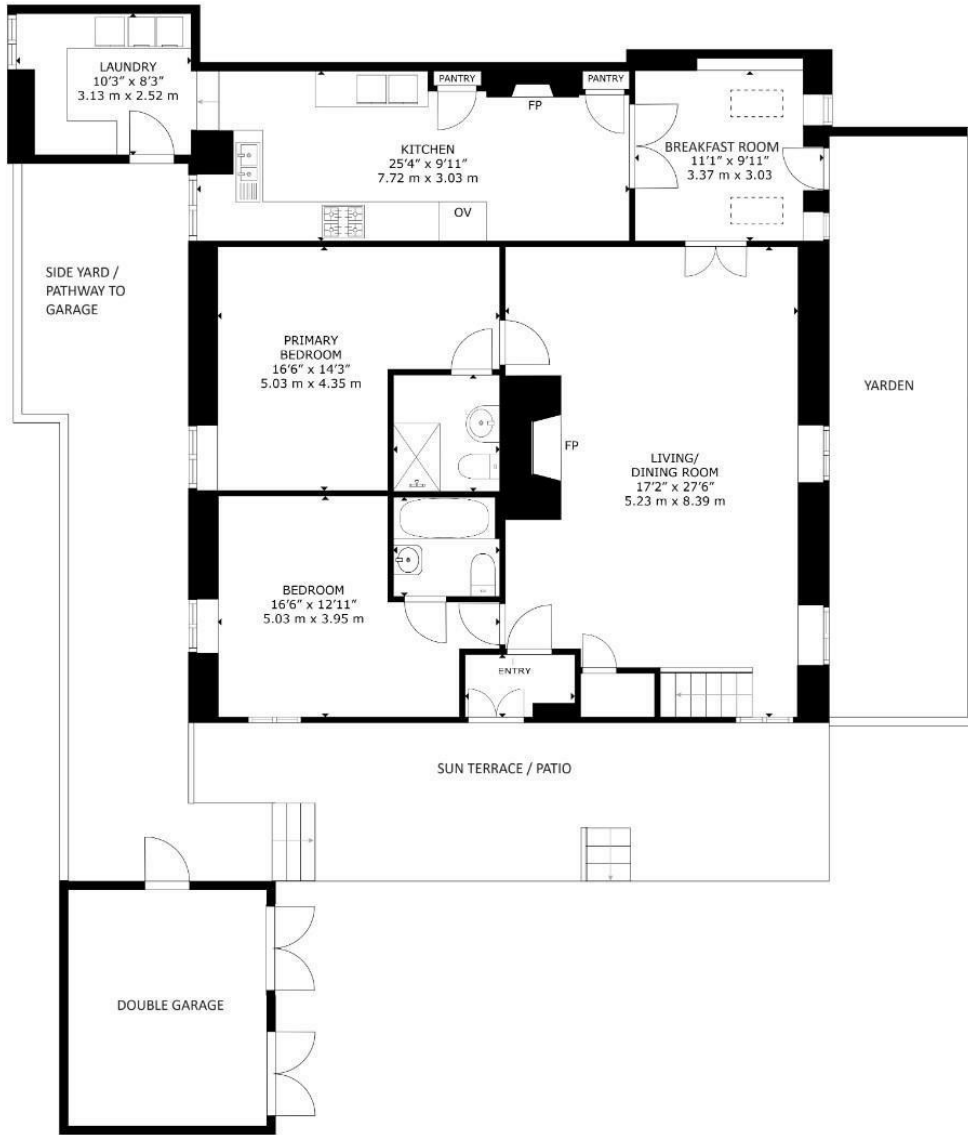 LAUNDRY
10'3" x 8'3"
3.13 m x 2.52 m
PANTRY
PANTRY
FP
KITCHEN
25'4" x 9'11"
7.72 m x 3.03 m
BREAKFAST ROOM
11'1" x 9'11"
3.37 m x 3.03
OV
SIDE YARD /
PATHWAY TO
GARAGE
PRIMARY
BEDROOM
16'6" x 14'3"
5.03 m x 4.35 m
YARDEN
FP
LIVING/
DINING ROOM
17'2" x 27'6"
5.23 m x 8.39 m
BEDROOM
16'6" x 12'11"
5.03 m x 3.95 m
ENTRY
SUN TERRACE / PATIO
DOUBLE GARAGE